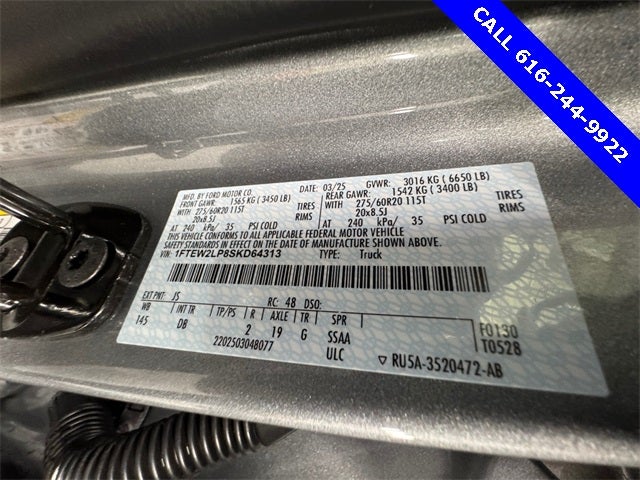 CALL 616-244-9922
MFD. BY FORD MOTOR CO.
DATE: 03/25 GVWR: 3016 KG ( 6650 LB)
FRONT GAWR: 1565 KG ( 3450 LB)
REAR GAWR: 1542 KG ( 3400 LB)
WITH 275/60R20 115T TIRES
WITH 275/60R20 115T TIRES
20x8.5J RIMS
20x8.5J RIMS
AT 240 kPa/ 35 PSI COLD
AT 240 kPa/ 35 PSI COLD
THIS VEHICLE CONFORMS TO ALL APPLICABLE FEDERAL MOTOR VEHICLE
SAFETY AND THEFT PREVENTION STANDARDS IN EFFECT ON THE DATE OF MANUFACTURE SHOWN ABOVE.
VIN: 1FTEW2LP8SKD64313 TYPE: Truck
EXT PNT: JS RC: 48 DSO:
WB INT TR TP/PS R AXLE TR SPR
145 DB 2 19 G SSAA
2202503048077 ULC
F0130
T0528
RU5A-3520472-AB